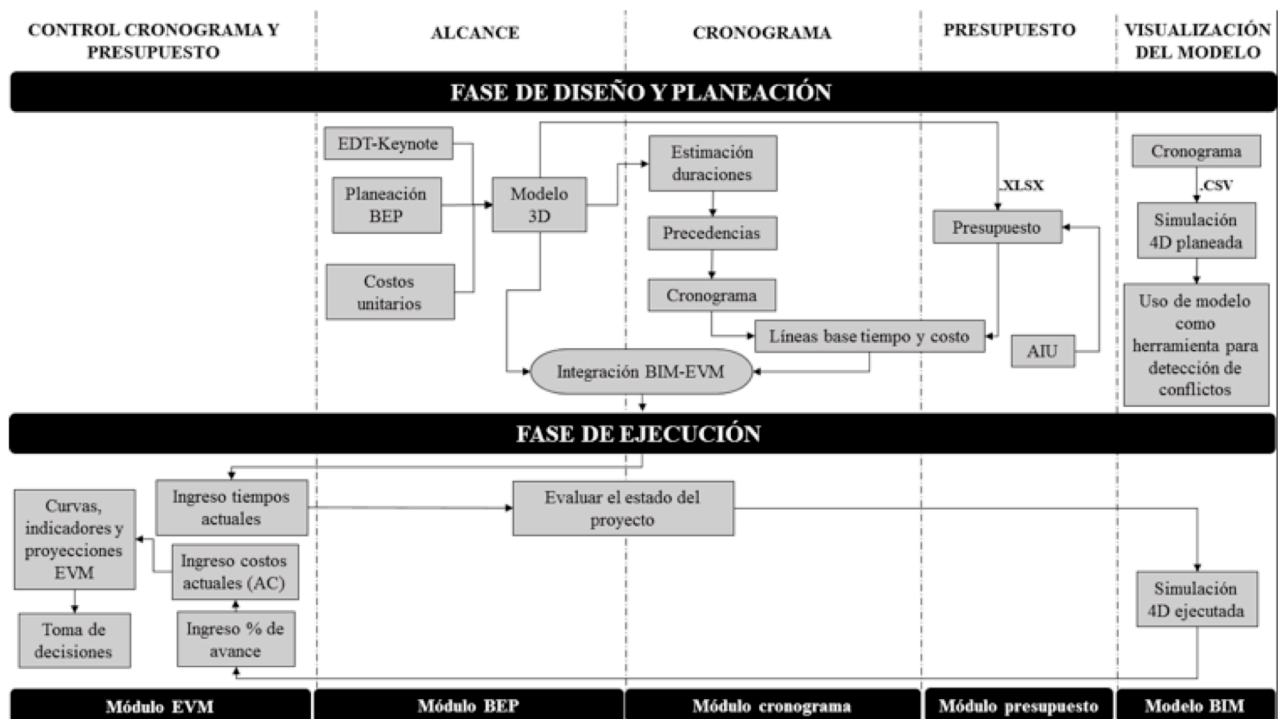 CONTROL CRONOGRAMA Y
PRESUPUESTO
ALCANCE
CRONOGRAMA
PRESUPUESTO
VISUALIZACIÓN
DEL MODELO
FASE DE DISEÑO Y PLANEACIÓN
EDT-Keynote
Planeación
BEP
Costos
unitarios
Modelo
3D
Estimación
duraciones
Precedencias
Cronograma
Líneas base tiempo y costo
Integración BIM-EVM
.XLSX
Presupuesto
AIU
Cronograma
.CSV
Simulación
4D planeada
Uso de modelo
como
herramienta para
detección de
conflictos
FASE DE EJECUCIÓN
Curvas,
indicadores y
proyecciones
EVM
Toma de
decisiones
Ingreso tiempos
actuales
Ingreso costos
actuales (AC)
Ingreso % de
avance
Evaluar el estado del
proyecto
Simulación
4D ejecutada
Módulo EVM
Módulo BEP
Módulo cronograma
Módulo presupuesto
Modelo BIM